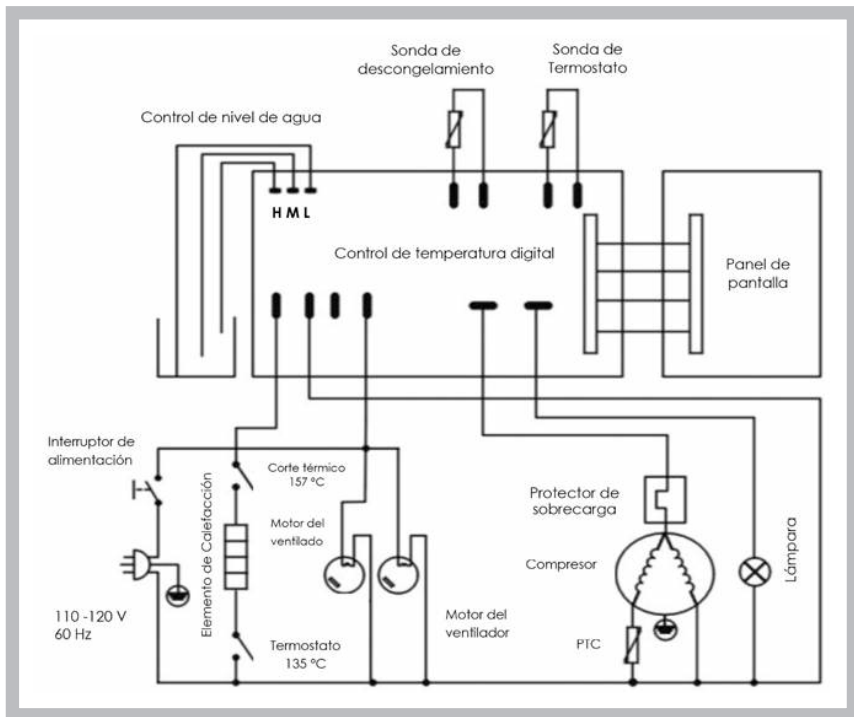 Sonda de
descongelamiento
Sonda de
Termostato
Control de nivel de agua
H M L
Control de temperatura digital
Panel de
pantalla
Interruptor de
alimentación
Corte térmico
157 ºC
Elemento de Calefacción
Motor del
ventilado
Protector de
sobrecarga
Compresor
Lámpara
110 -120 V
60 Hz
Termostato
135 ºC
Motor del
ventilador
PTC